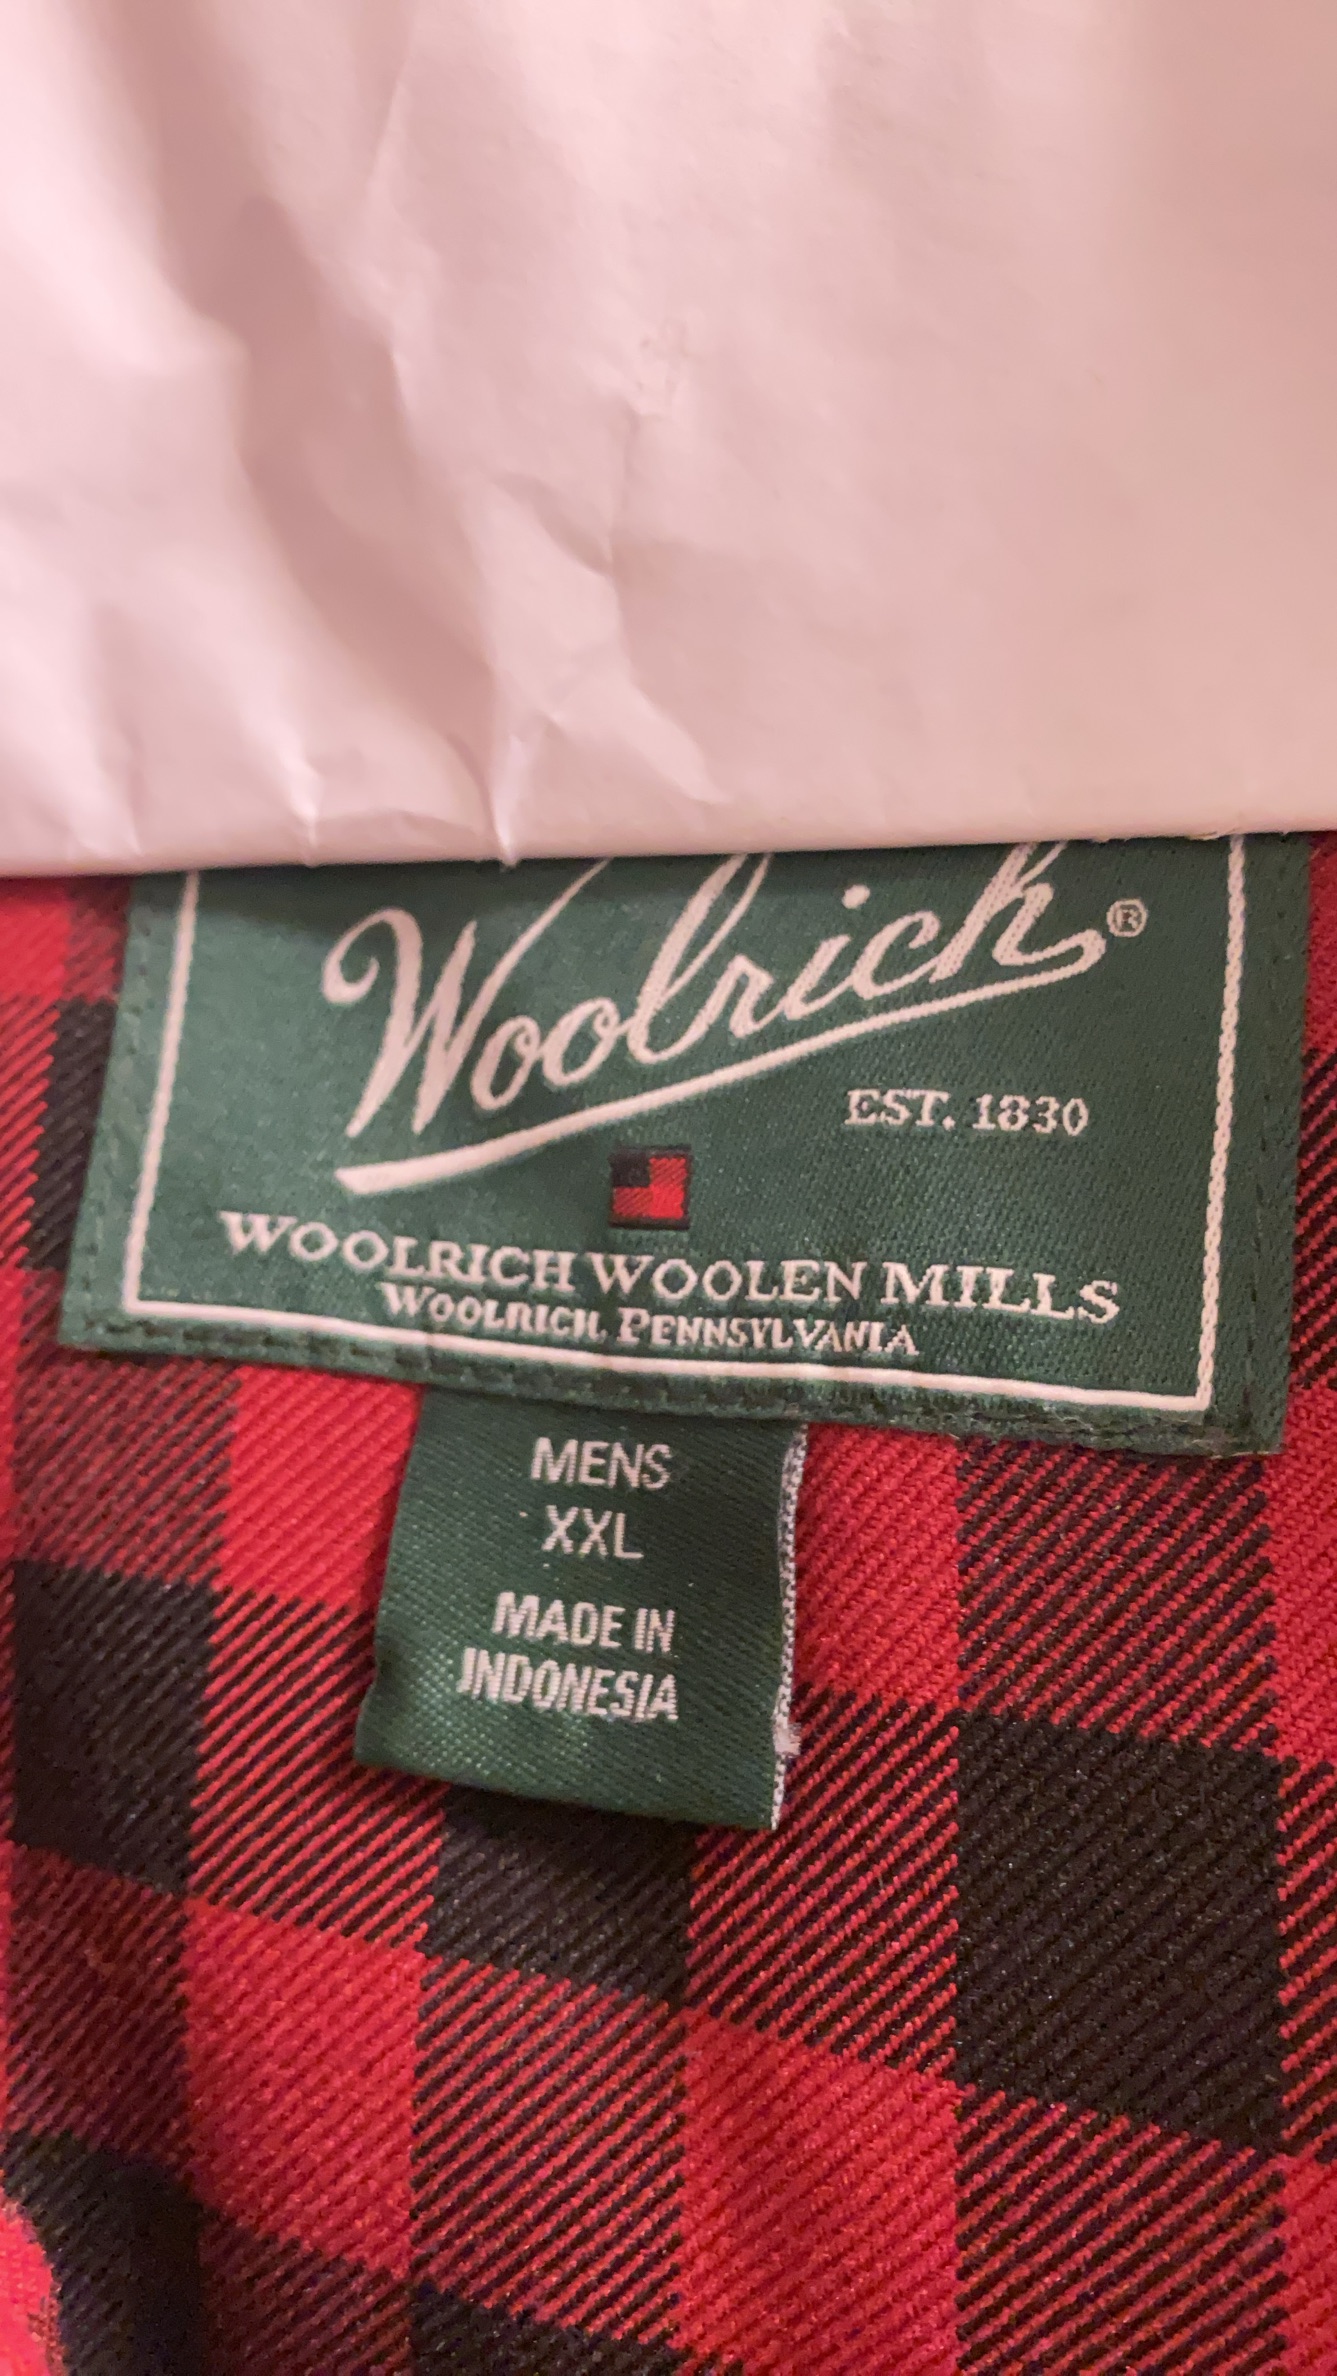 Woolrich®
EST. 1830
WOOLRICH WOOLEN MILLS
WOOLRICH, PENNSYLVANIA
MENS
XXL
MADE IN
INDONESIA